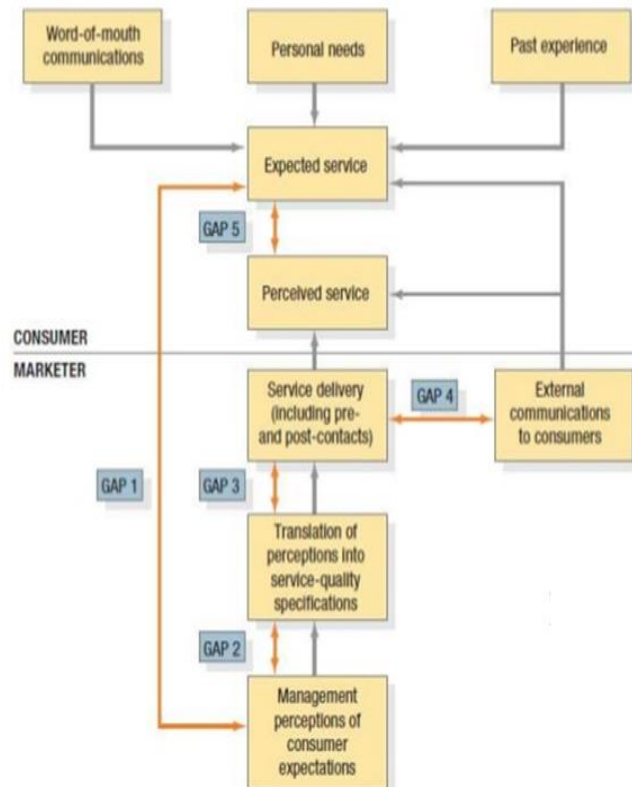 Word-of-mouth
communications
Personal needs
Past experience
Expected service
GAP 5
Perceived service
CONSUMER
MARKETER
Service delivery
(including pre-
and post-contacts)
GAP 4
External
communications
to consumers
GAP 1
GAP 3
Translation of
perceptions into
service-quality
specifications
GAP 2
Management
perceptions of
consumer
expectations